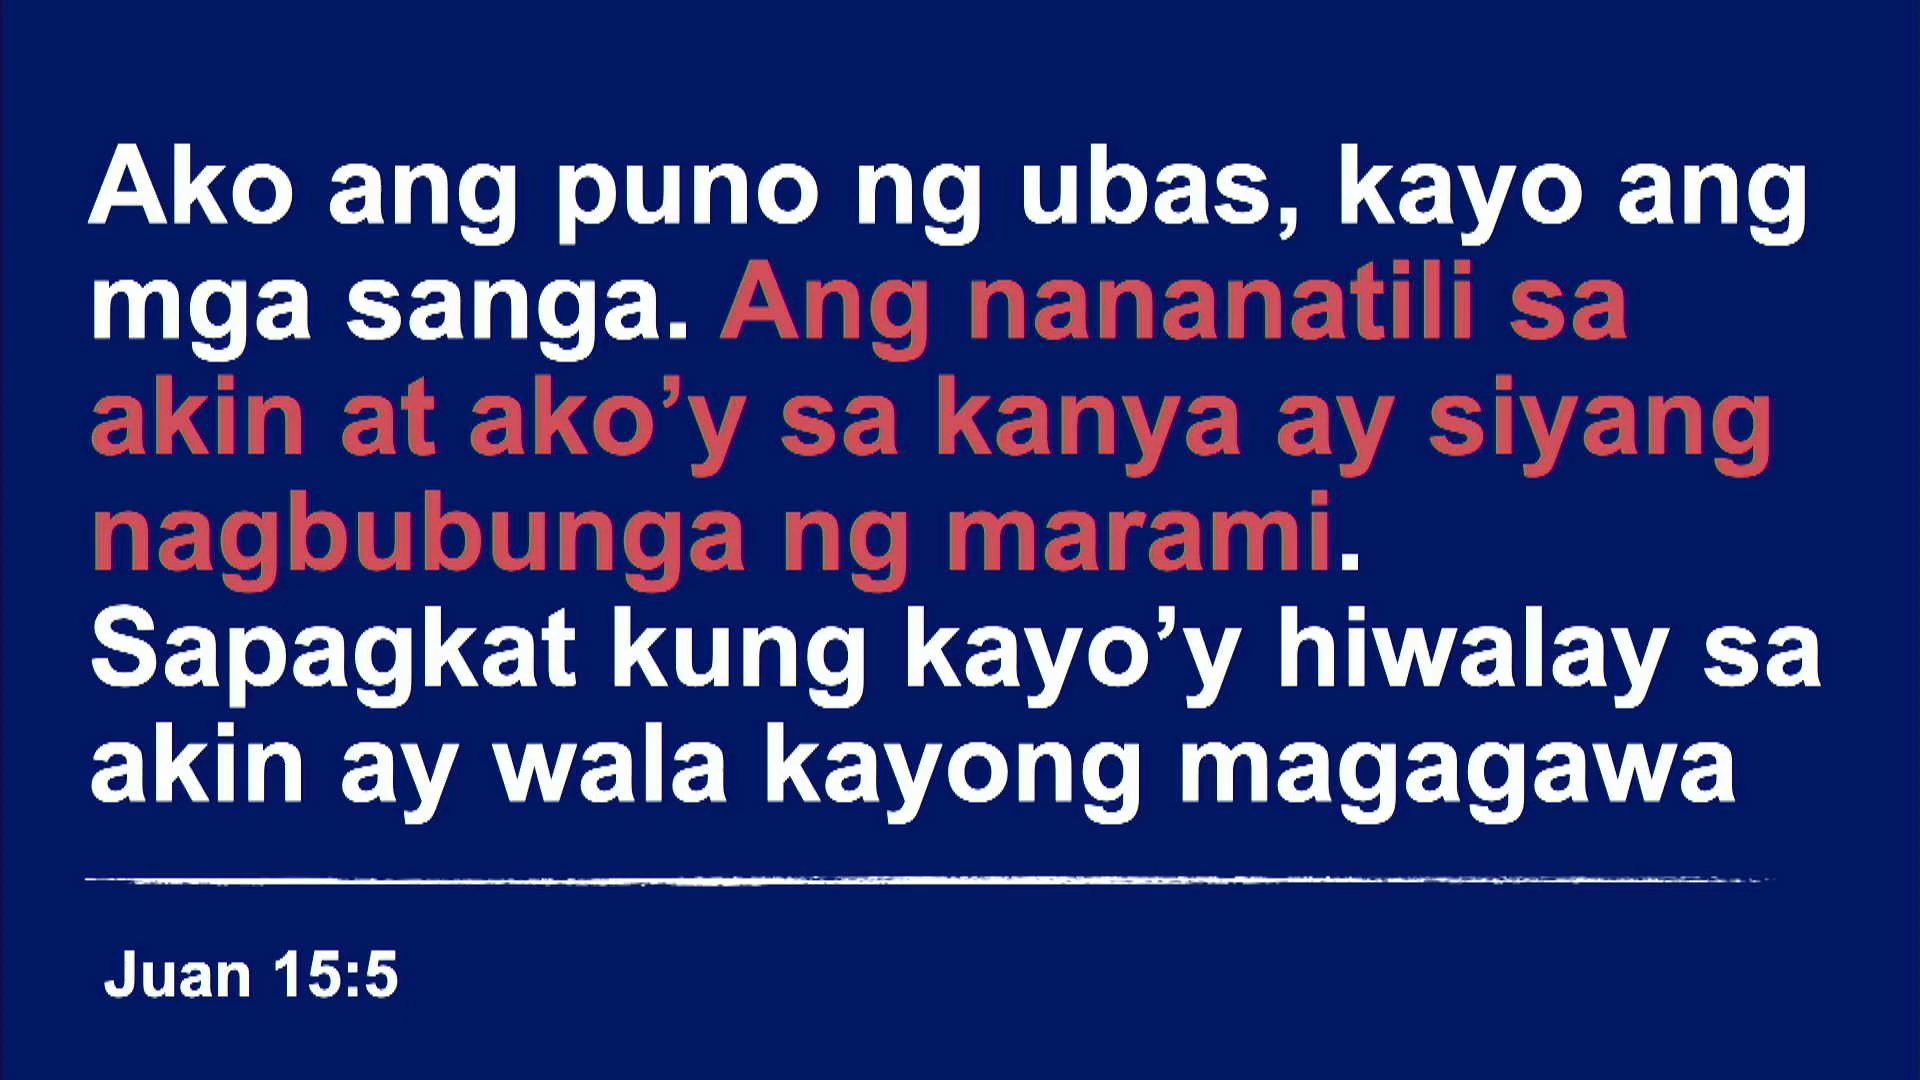 Ako ang puno ng ubas, kayo ang
mga sanga. Ang nananatili sa
akin at ako’y sa kanya ay siyang
nagbubunga ng marami.
Sapagkat kung kayo’y hiwalay sa
akin ay wala kayong magagawa
Juan 15:5